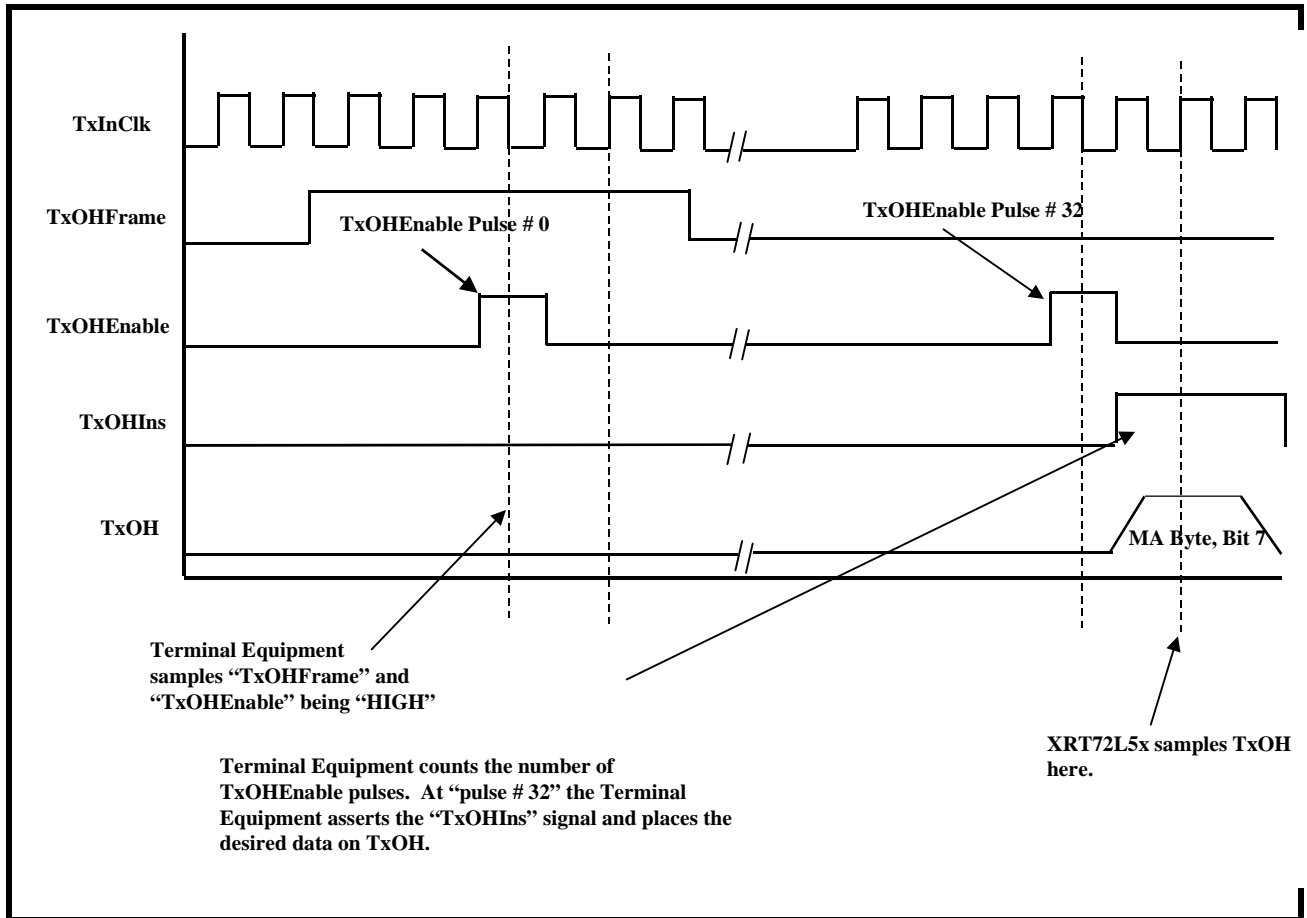 TxInClk
TxOHFrame
TxOHEnable Pulse # 0
TxOHEnable Pulse # 32
TxOHEnable
TxOHIns
TxOH
MA Byte, Bit 7
Terminal Equipment
samples “TxOHFrame” and
“TxOHEnable” being “HIGH”
XRT72L5x samples TxOH
here.
Terminal Equipment counts the number of
TxOHEnable pulses.  At “pulse # 32” the Terminal
Equipment asserts the “TxOHIns” signal and places the
desired data on TxOH.